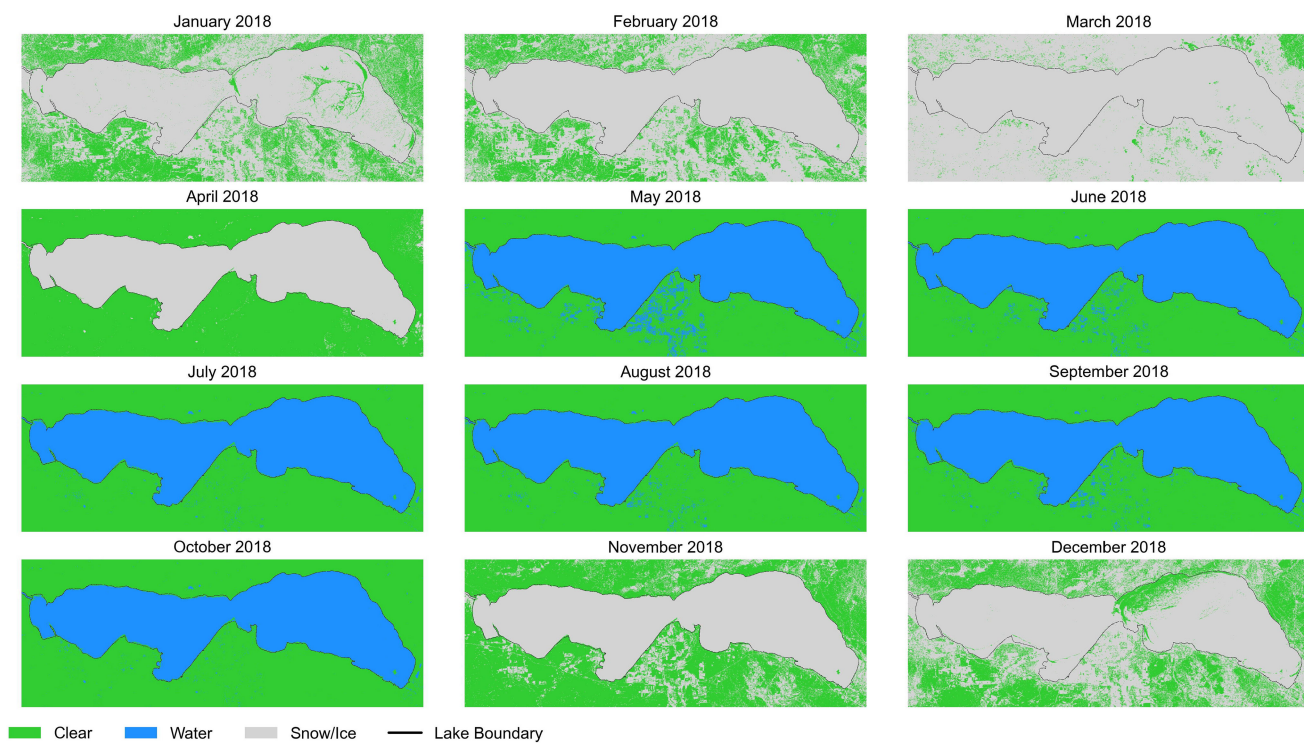 January 2018
February 2018
March 2018
April 2018
May 2018
June 2018
July 2018
August 2018
September 2018
October 2018
November 2018
December 2018
Clear
Water
Snow/Ice
Lake Boundary